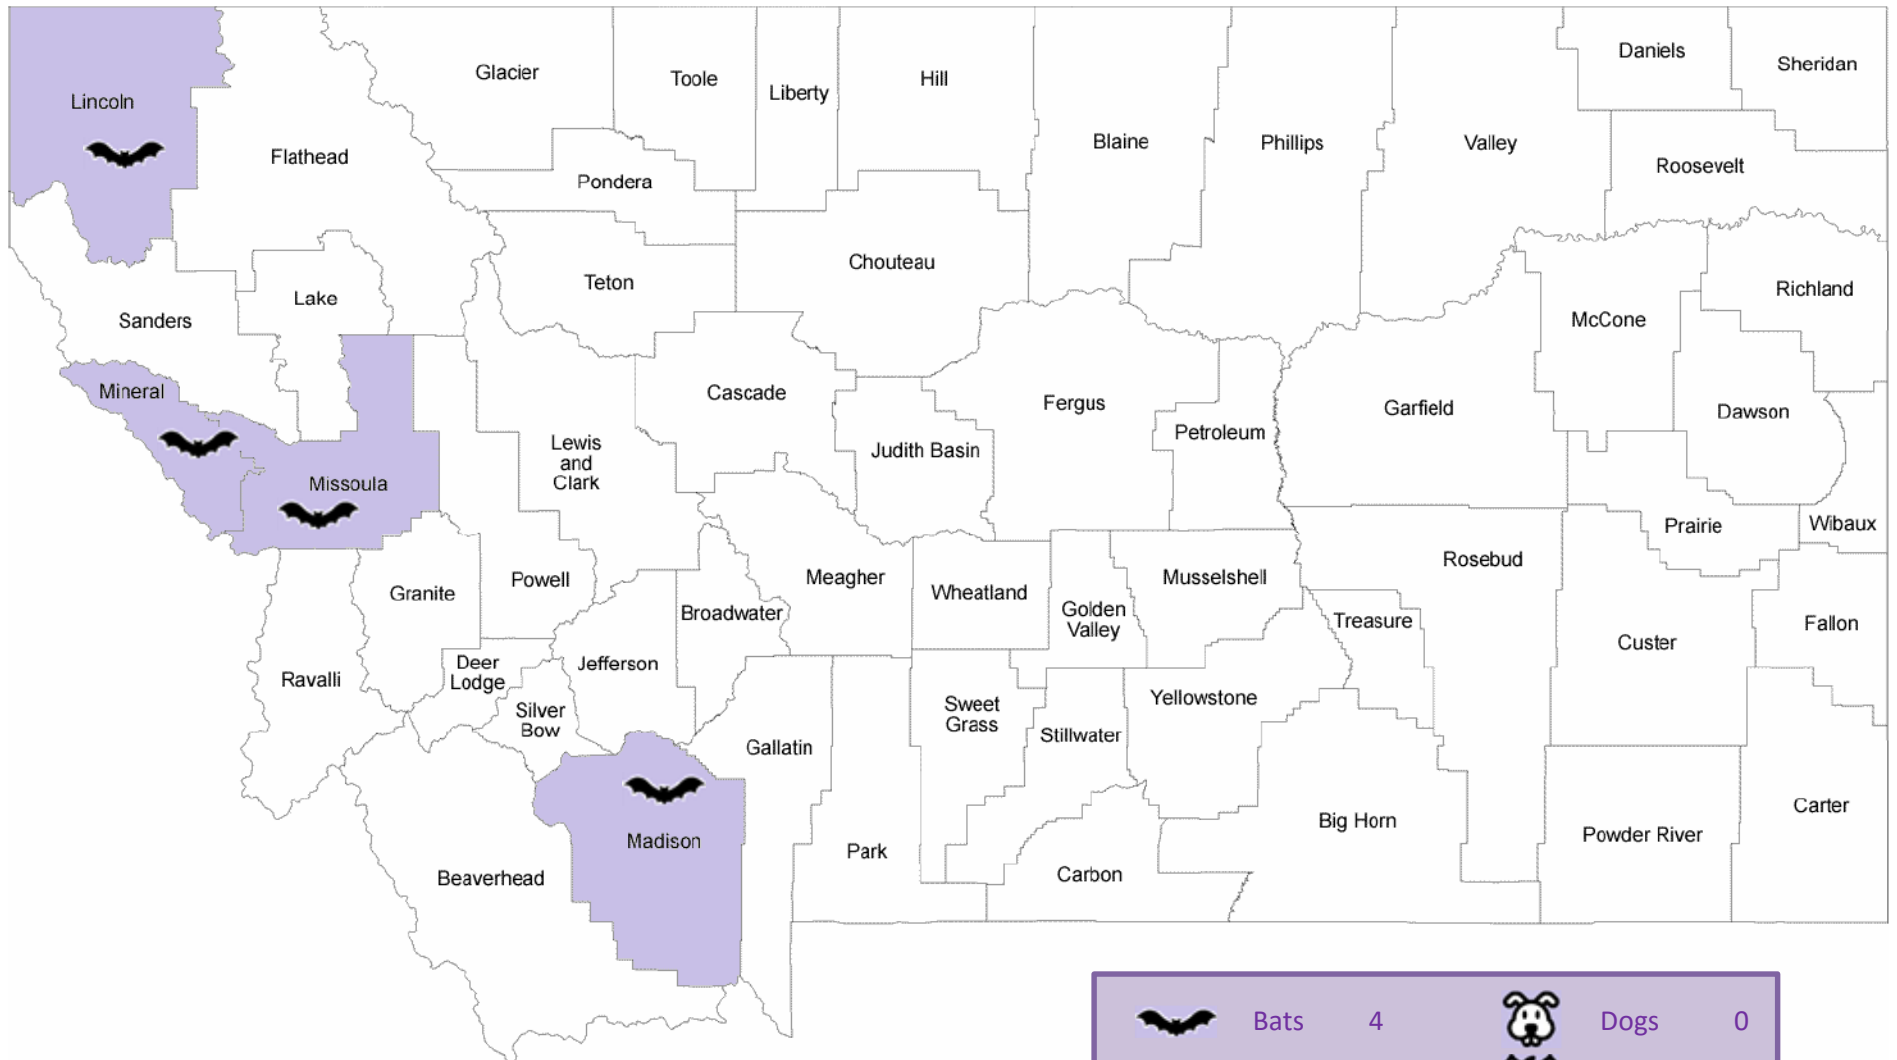 Daniels
Sheridan
Glacier
Toole
Hill
Liberty
Lincoln
Blaine
Phillips
Valley
Flathead
Roosevelt
Pondera
Chouteau
Teton
Richland
Lake
Sanders
McCone
Mineral
Cascade
Fergus
Garfield
Dawson
Petroleum
Judith Basin
Lewis
and
Clark
Missoula
Prairie
Wibaux
Rosebud
Powell
Meagher
Musselshell
Granite
Wheatland
Broadwater
Golden
Valley
Treasure
Fallon
Custer
Jefferson
Deer
Lodge
Ravalli
Yellowstone
Sweet
Grass
Silver
Bow
Stillwater
Gallatin
Carter
Big Horn
Powder River
Madison
Park
Carbon
Beaverhead
Bats 4
Dogs 0